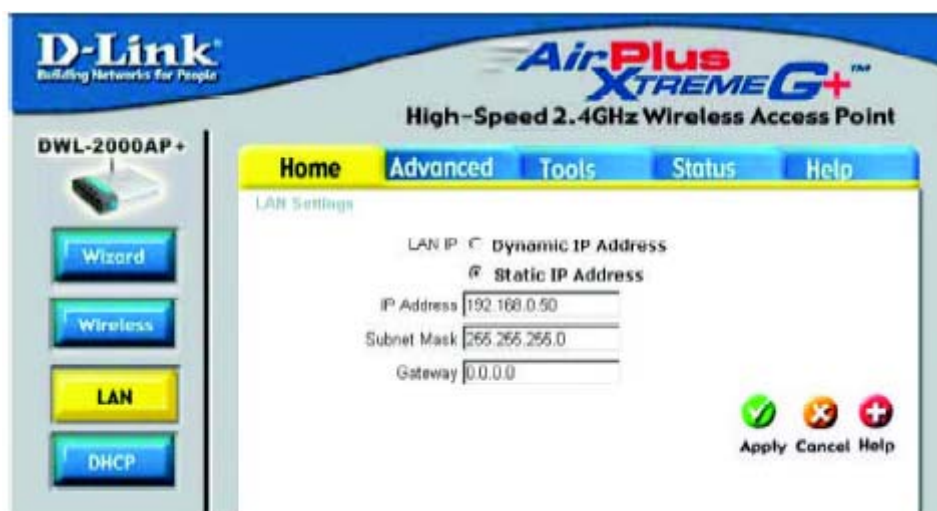 D-Link
Building Networks for People
AirPlus
XTREME G+™
High-Speed 2.4GHz Wireless Access Point
DWL-2000AP+
Home Advanced Tools Status Help
LAN Settings
Wizard
Wireless
LAN
DHCP
LAN IP Dynamic IP Address
Static IP Address
IP Address 192.168.0.50
Subnet Mask 255.255.255.0
Gateway 0.0.0.0
Apply Cancel Help